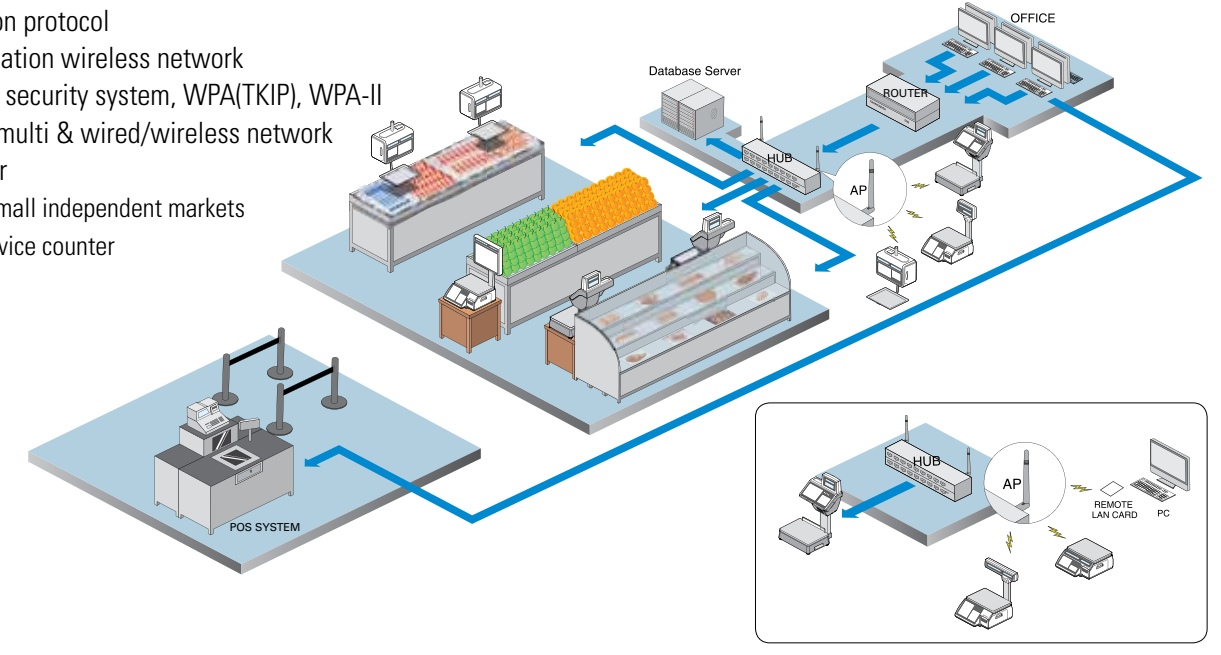 on protocol
ation wireless network
security system, WPA(TKIP), WPA-II
multi & wired/wireless network
r
mall independent markets
vice counter
OFFICE
Database Server
ROUTER
HUB
AP
POS SYSTEM
HUB
AP
REMOTE
LAN CARD
PC